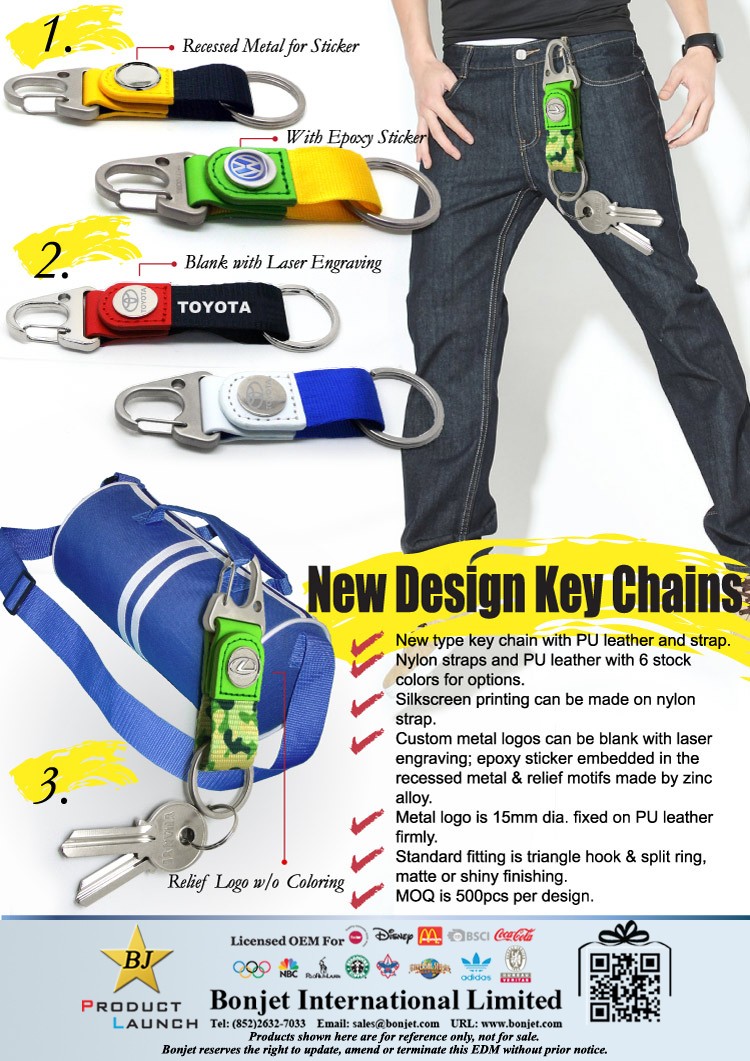 1.
Recessed Metal for Sticker
With Epoxy Sticker
2.
Blank with Laser Engraving
TOYOTA
TOYOTA
3.
Relief Logo w/o Coloring
New Design Key Chains
New type key chain with PU leather and strap.
Nylon straps and PU leather with 6 stock
colors for options.
Silkscreen printing can be made on nylon
strap.
Custom metal logos can be blank with laser
engraving; epoxy sticker embedded in the
recessed metal & relief motifs made by zinc
alloy.
Metal logo is 15mm dia. fixed on PU leather
firmly.
Standard fitting is triangle hook & split ring,
matte or shiny finishing.
MOQ is 500pcs per design.
BJ
PRODUCT
LAUNCH
Licensed OEM For
Disney
BSCI
Coca-Cola
NBC
adidas
Bonjet International Limited
Tel: (852)2632-7033 Email: sales@bonjet.com URL: www.bonjet.com
Products shown here are for reference only, not for sale.
Bonjet reserves the right to update, amend or terminate this EDM without prior notice.